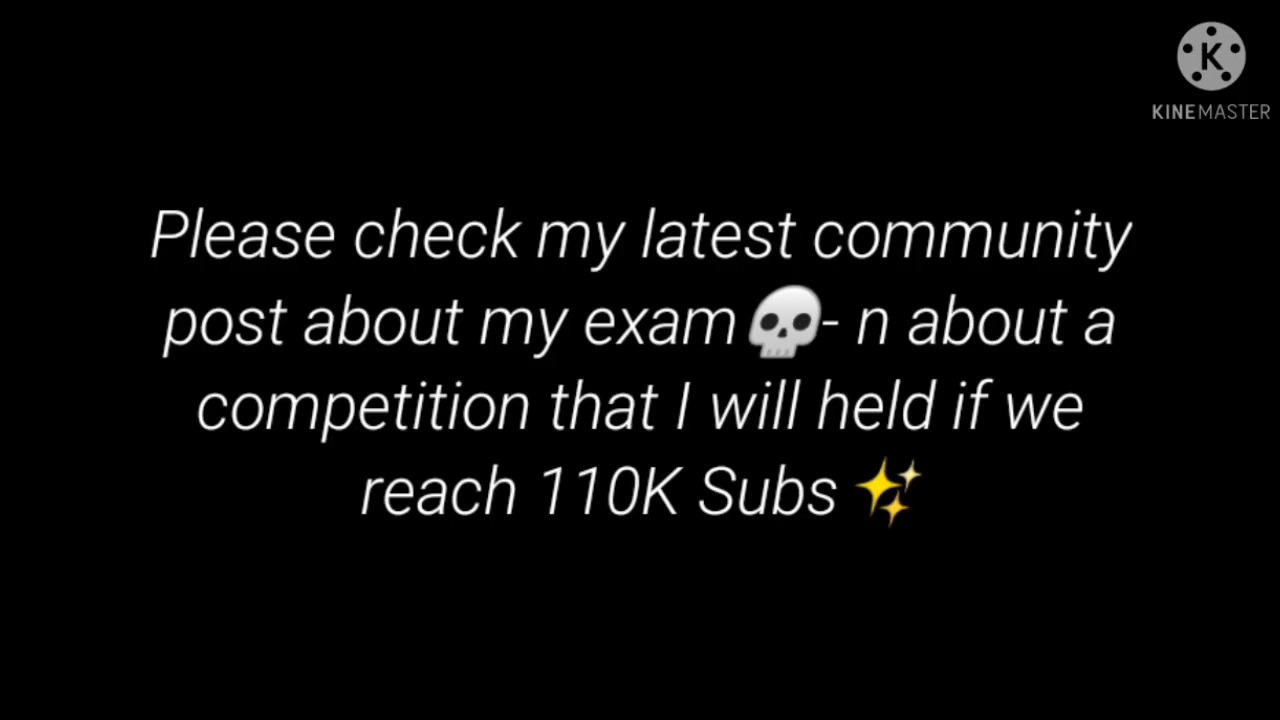 K
KINEMASTER
Please check my latest community
post about my exam💀- n about a
competition that I will held if we
reach 110K Subs ✨